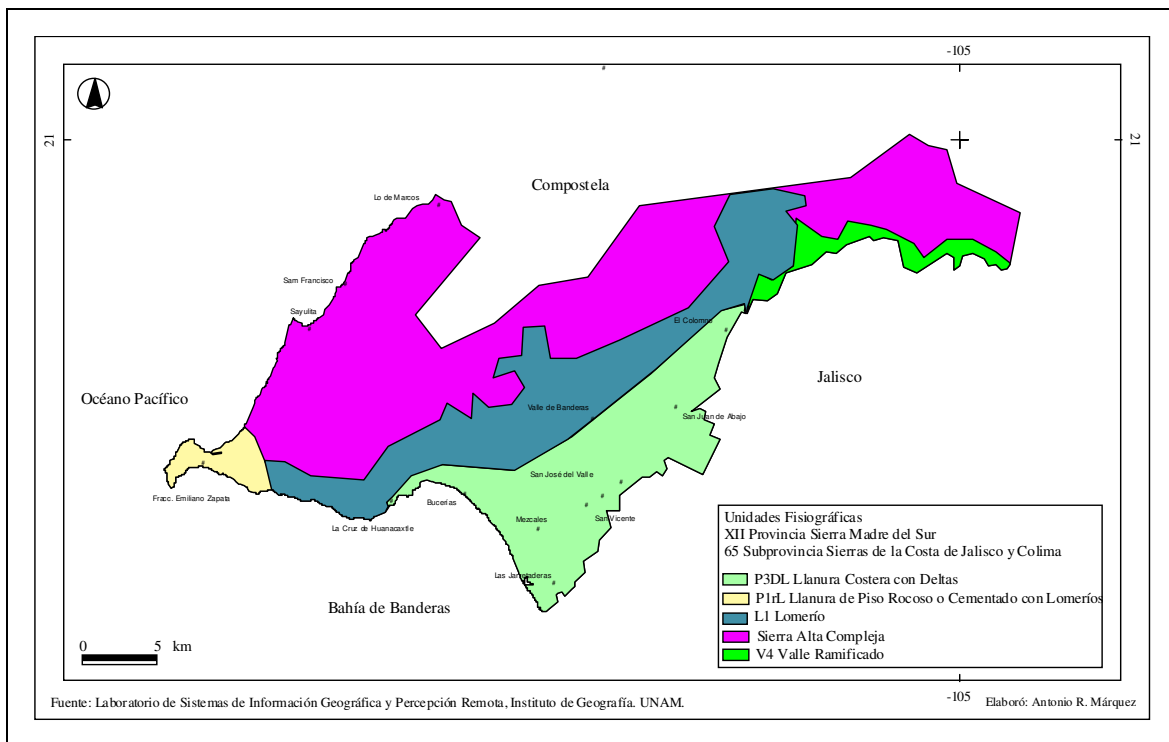 -105
21
21
Compostela
Lo de Marcos
Sam Francisco
Sayulita
El Colomo
Jalisco
Océano Pacífico
Valle de Banderas
San Juan de Abajo
San José del Valle
Fracc. Emiliano Zapata
Bucerías
La Cruz de Huanacaxtle
Mezcales
San Vicente
Las Jarretaderas
Bahía de Banderas
Unidades Fisiográficas
XII Provincia Sierra Madre del Sur
65 Subprovincia Sierras de la Costa de Jalisco y Colima
P3DL Llanura Costera con Deltas
P1rL Llanura de Piso Rocoso o Cementado con Lomeríos
L1 Lomerío
Sierra Alta Compleja
V4 Valle Ramificado
0 5 km
-105
Fuente: Laboratorio de Sistemas de Información Geográfica y Percepción Remota, Instituto de Geografía. UNAM.
Elaboró: Antonio R. Márquez